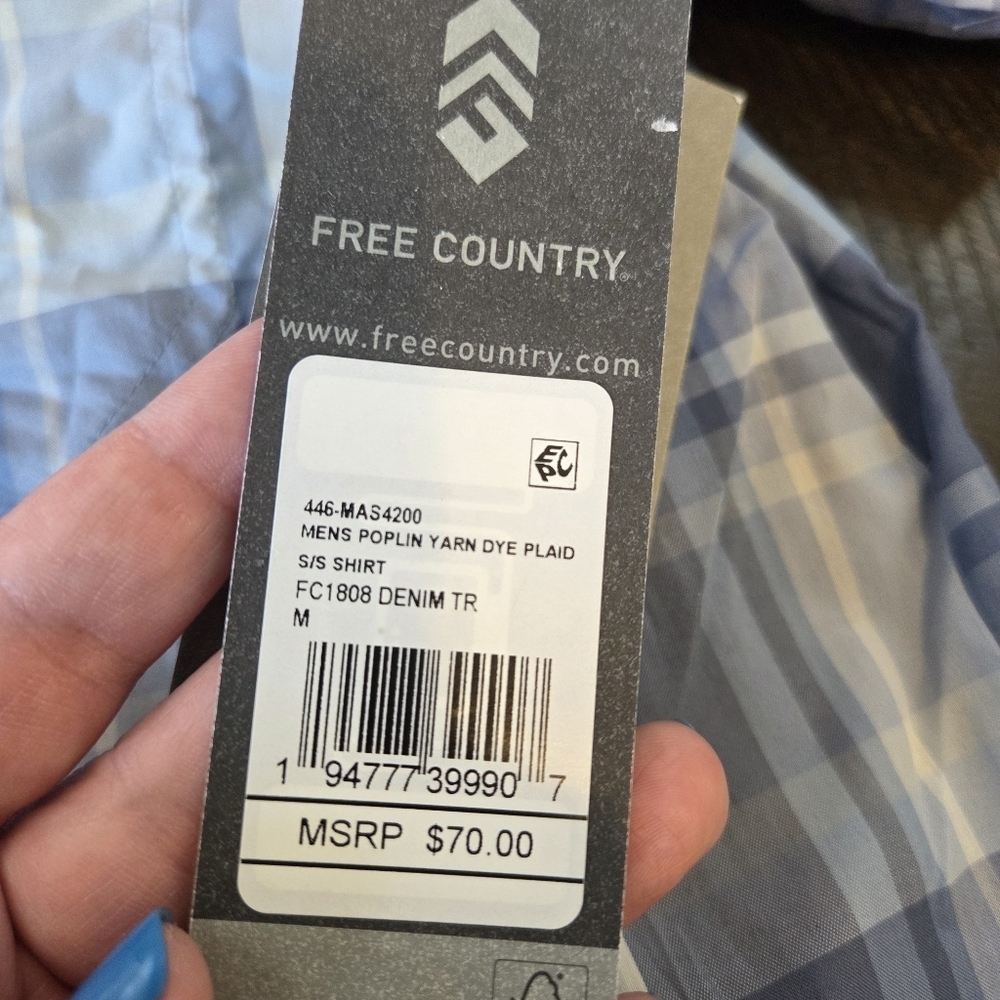 FREE COUNTRY®
www.freecountry.com
EPC
446-MAS4200
MENS POPLIN YARN DYE PLAID
S/S SHIRT
FC1808 DENIM TR
M
1 94777 39990 7
MSRP $70.00